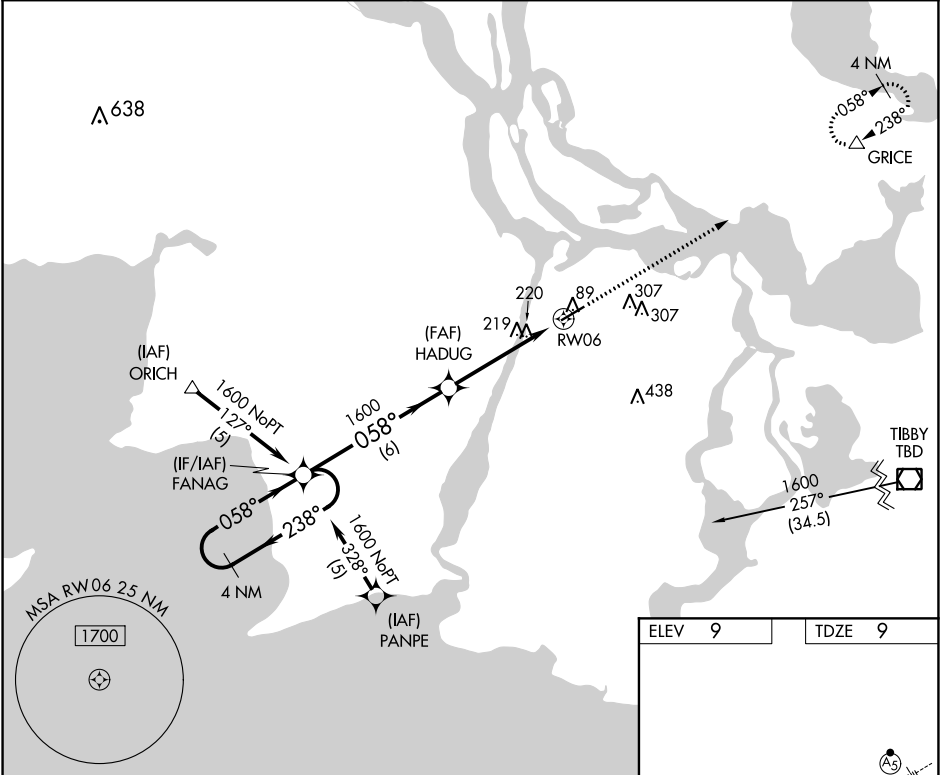 638
4 NM
058°
238°
GRICE
220
89
307
307
219
RW06
(FAF)
HADUG
438
(IAF)
ORICH
1600 NoPT
127°
(5)
1600
058°
(6)
(IF/IAF)
FANAG
TIBBY
TBD
1600
257°
(34.5)
058°
238°
4 NM
1600 NoPT
328°
(5)
(IAF)
PANPE
MSA RW06 25 NM
1700
ELEV 9
TDZE 9
A5